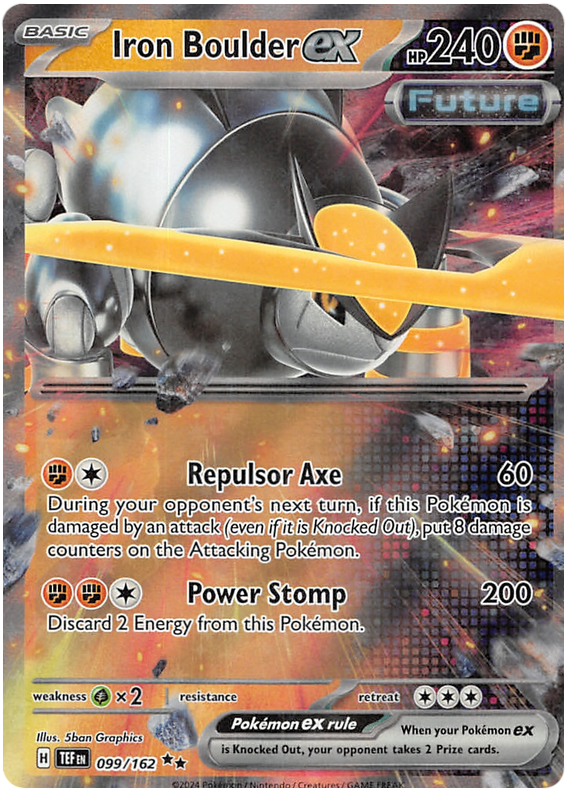 BASIC
Iron Boulder ex
HP 240
Future
Repulsor Axe 60
During your opponent's next turn, if this Pokémon is
damaged by an attack (even if it is Knocked Out), put 8 damage
counters on the Attacking Pokémon.
Power Stomp 200
Discard 2 Energy from this Pokémon.
weakness ×2 resistance retreat
Illus. 5ban Graphics
Pokémon ex rule
When your Pokémon ex
is Knocked Out, your opponent takes 2 Prize cards.
H TEF EN 099/162
©2024 Pokémon / Nintendo / Creatures / GAME FREAK